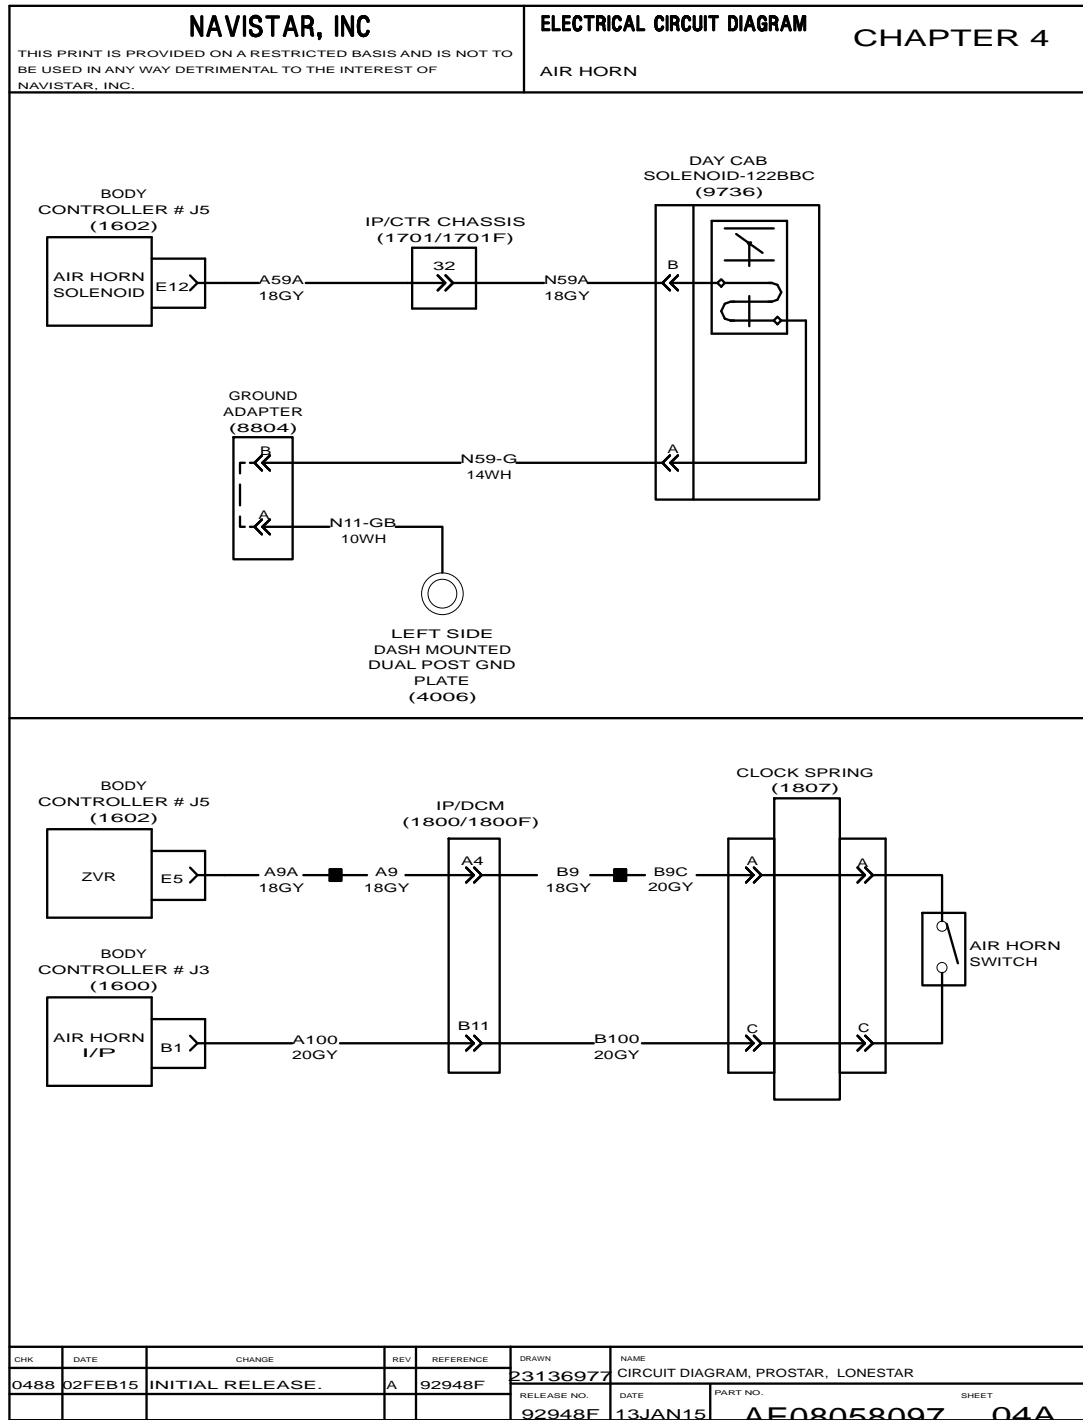 NAVISTAR, INC
THIS PRINT IS PROVIDED ON A RESTRICTED BASIS AND IS NOT TO
BE USED IN ANY WAY DETRIMENTAL TO THE INTEREST OF
NAVISTAR, INC.
ELECTRICAL CIRCUIT DIAGRAM
CHAPTER 4
AIR HORN
DAY CAB
SOLENOID-122BBC
(9736)
BODY
CONTROLLER # J5
(1602)
IP/CTR CHASSIS
(1701/1701F)
AIR HORN
SOLENOID
E12
A59A
18GY
32
N59A
18GY
B
GROUND
ADAPTER
(8804)
B
N59-G
14WH
A
A
N11-GB
10WH
LEFT SIDE
DASH MOUNTED
DUAL POST GND
PLATE
(4006)
CLOCK SPRING
(1807)
BODY
CONTROLLER # J5
(1602)
IP/DCM
(1800/1800F)
ZVR
E5
A9A
18GY
A9
18GY
A4
B9
18GY
B9C
20GY
A
A
AIR HORN
SWITCH
BODY
CONTROLLER # J3
(1600)
AIR HORN
I/P
B1
A100
20GY
B11
B100
20GY
C
C
CHK DATE CHANGE REV REFERENCE DRAWN NAME
0488 02FEB15 INITIAL RELEASE. A 92948F 23136977 CIRCUIT DIAGRAM, PROSTAR, LONESTAR
RELEASE NO. DATE PART NO. SHEET
92948F 13JAN15 AE08058097 04A